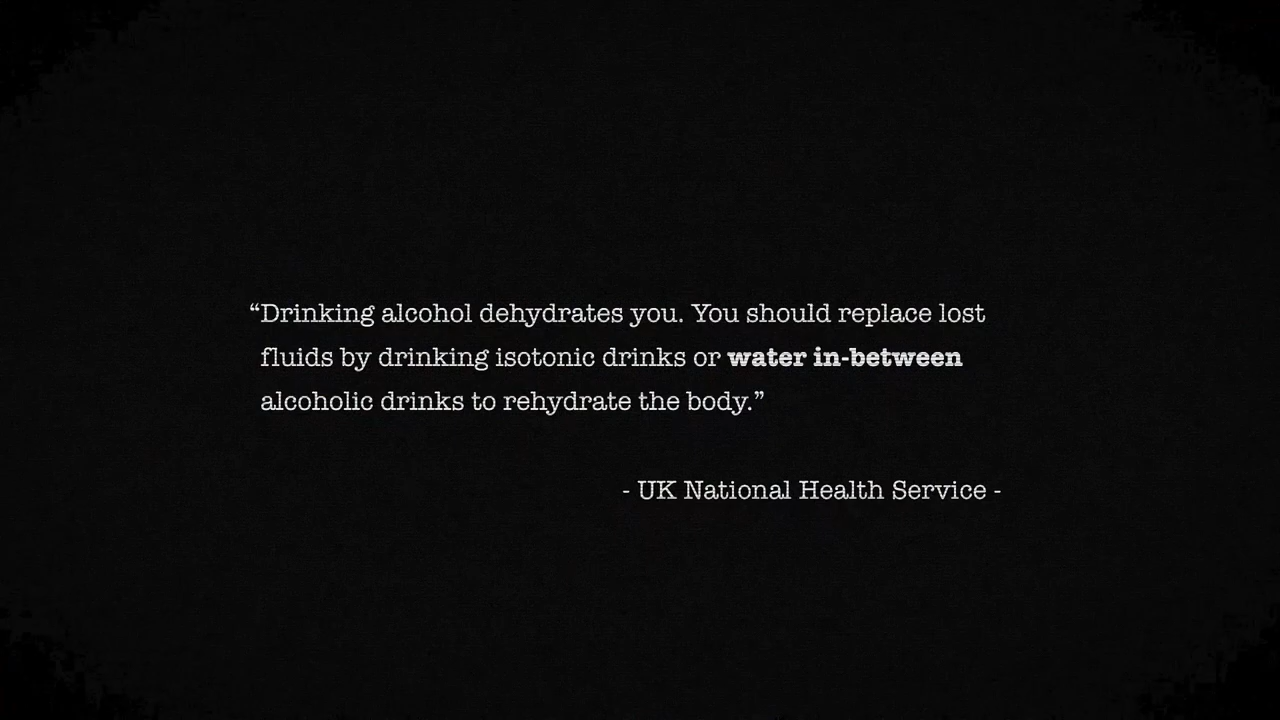 “Drinking alcohol dehydrates you. You should replace lost
fluids by drinking isotonic drinks or water in-between
alcoholic drinks to rehydrate the body.”
- UK National Health Service -